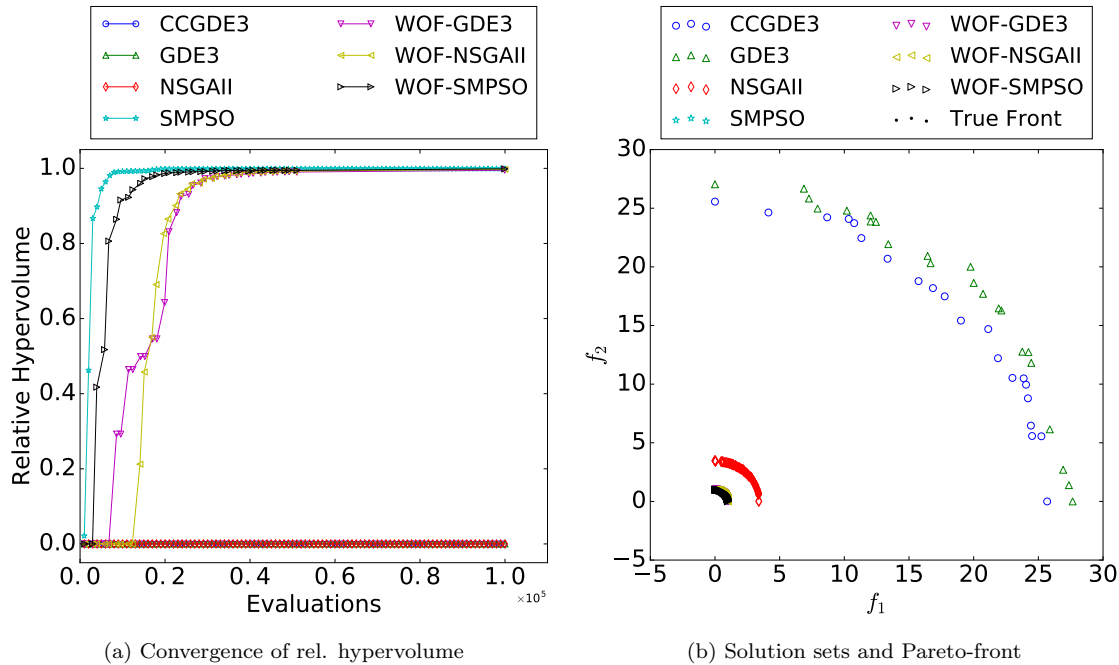 CCGDE3
GDE3
NSGAII
SMPSO
WOF-GDE3
WOF-NSGAII
WOF-SMPSO
1.0
0.8
0.6
0.4
0.2
0.0
Relative Hypervolume
0.0 0.2 0.4 0.6 0.8 1.0
×10⁵
Evaluations
(a) Convergence of rel. hypervolume
CCGDE3
GDE3
NSGAII
SMPSO
WOF-GDE3
WOF-NSGAII
WOF-SMPSO
True Front
30
25
20
15
10
5
0
−5
f₂
−5 0 5 10 15 20 25 30
f₁
(b) Solution sets and Pareto-front